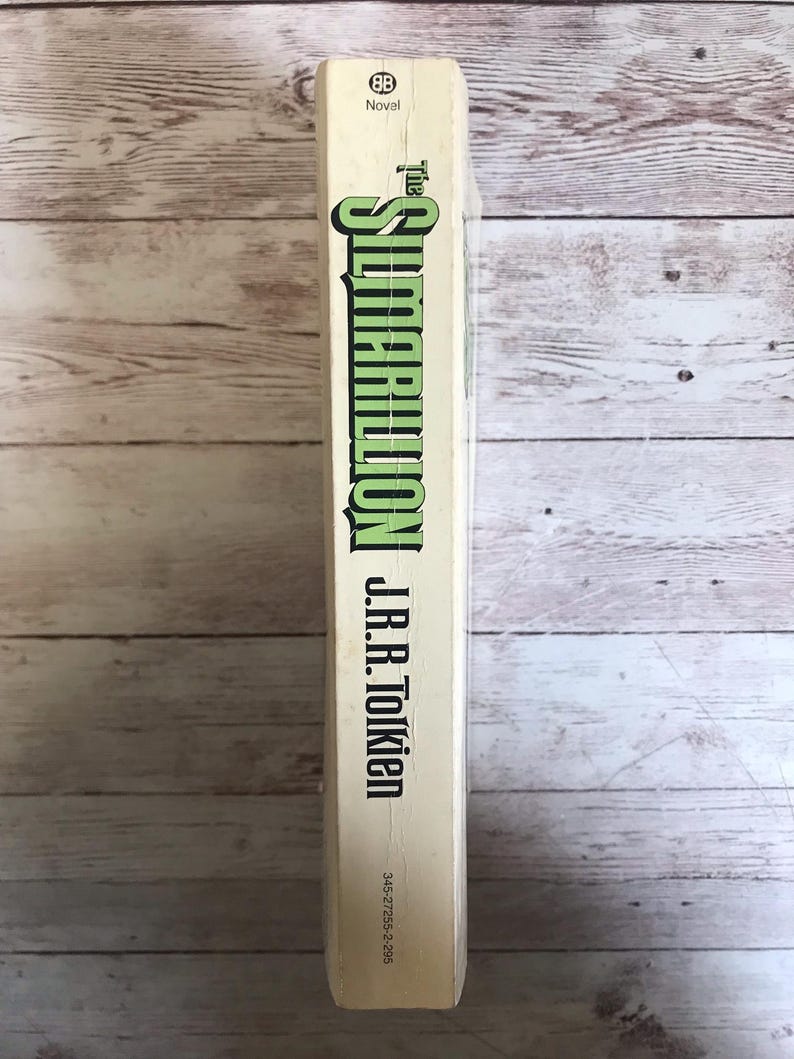 BB
Novel
The SILMARILLION
J.R.R. Tolkien
345-27255-2-295